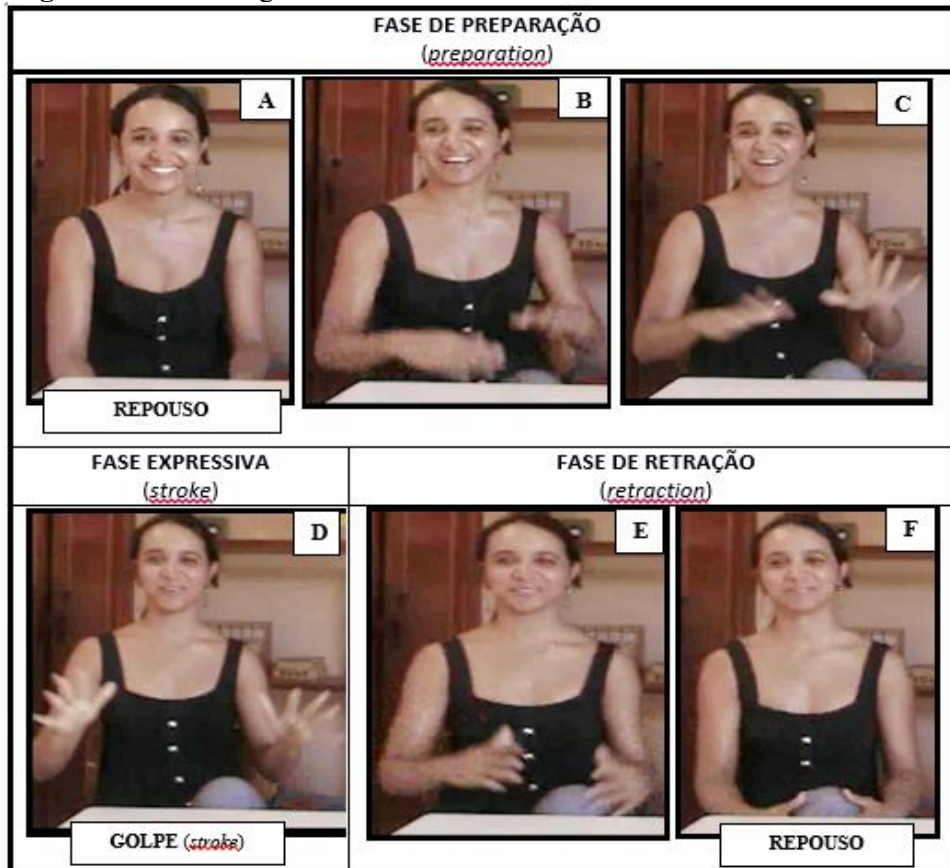 FASE DE PREPARAÇÃO
(preparation)
A
B
C
REPOUSO
FASE EXPRESSIVA
(stroke)
FASE DE RETRAÇÃO
(retraction)
D
E
F
GOLPE (stroke)
REPOUSO